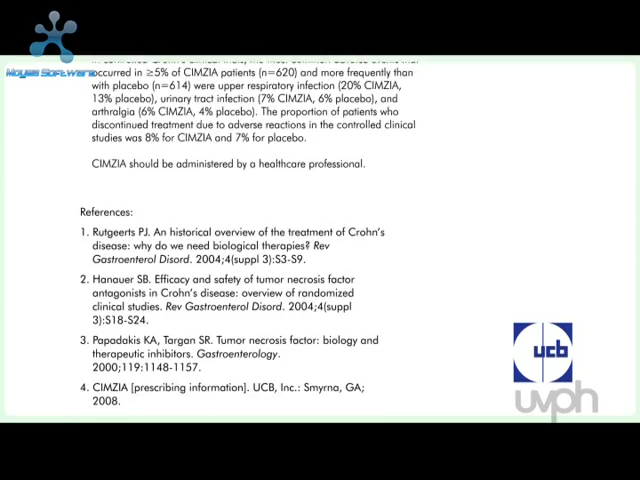 Moyea Software
occurred in ≥5% of CIMZIA patients (n=620) and more frequently than
with placebo (n=614) were upper respiratory infection (20% CIMZIA,
13% placebo), urinary tract infection (7% CIMZIA, 6% placebo), and
arthralgia (6% CIMZIA, 4% placebo). The proportion of patients who
discontinued treatment due to adverse reactions in the controlled clinical
studies was 8% for CIMZIA and 7% for placebo.
CIMZIA should be administered by a healthcare professional.
References:
1. Rutgeerts PJ. An historical overview of the treatment of Crohn's
disease: why do we need biological therapies? Rev
Gastroenterol Disord. 2004;4(suppl 3):S3-S9.
2. Hanauer SB. Efficacy and safety of tumor necrosis factor
antagonists in Crohn's disease: overview of randomized
clinical studies. Rev Gastroenterol Disord. 2004;4(suppl
3):S18-S24.
3. Papadakis KA, Targan SR. Tumor necrosis factor: biology and
therapeutic inhibitors. Gastroenterology.
2000;119:1148-1157.
4. CIMZIA [prescribing information]. UCB, Inc.: Smyrna, GA;
2008.
ucb
uvph